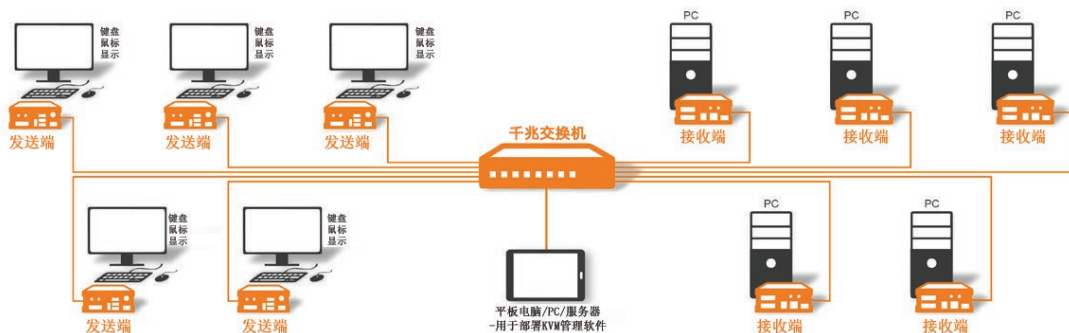 键盘
鼠标
显示
发送端
键盘
鼠标
显示
发送端
键盘
鼠标
显示
发送端
千兆交换机
PC
接收端
PC
接收端
PC
接收端
键盘
鼠标
显示
发送端
键盘
鼠标
显示
发送端
平板电脑/PC/服务器
-用于部署KVM管理软件
PC
接收端
PC
接收端